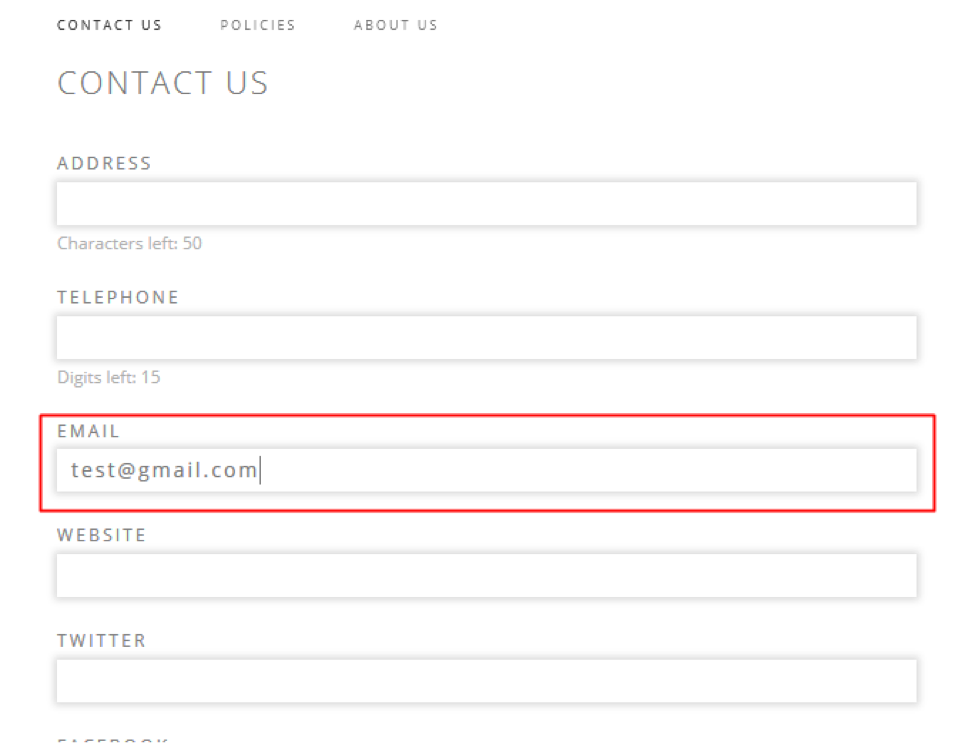 CONTACT US POLICIES ABOUT US
CONTACT US
ADDRESS
Characters left: 50
TELEPHONE
Digits left: 15
EMAIL
test@gmail.com
WEBSITE
TWITTER
FACEBOOK